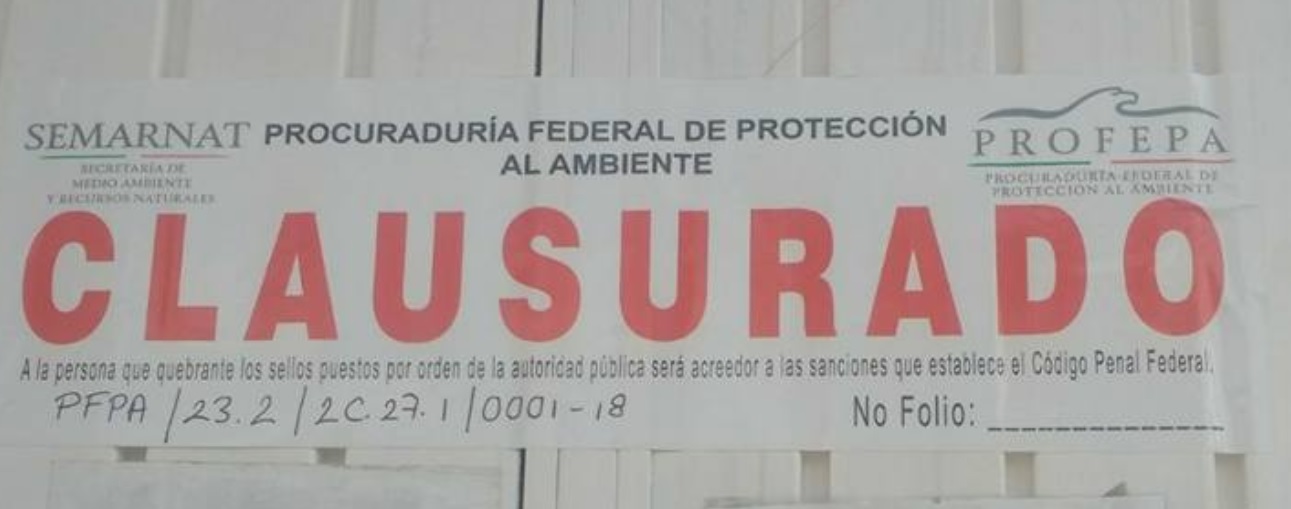 SEMARNAT
SECRETARÍA DE
MEDIO AMBIENTE
Y RECURSOS NATURALES
PROCURADURÍA FEDERAL DE PROTECCIÓN
AL AMBIENTE
PROFEPA
PROCURADURÍA FEDERAL DE
PROTECCIÓN AL AMBIENTE
CLAUSURADO
A la persona que quebrante los sellos puestos por orden de la autoridad pública será acreedor a las sanciones que establece el Código Penal Federal.
PFPA/23.2/2C.27.1/0001-18
No Folio: ______________